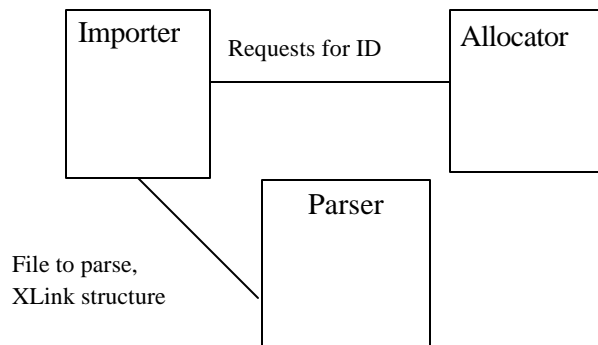 Importer
Requests for ID
Allocator
Parser
File to parse,
XLink structure